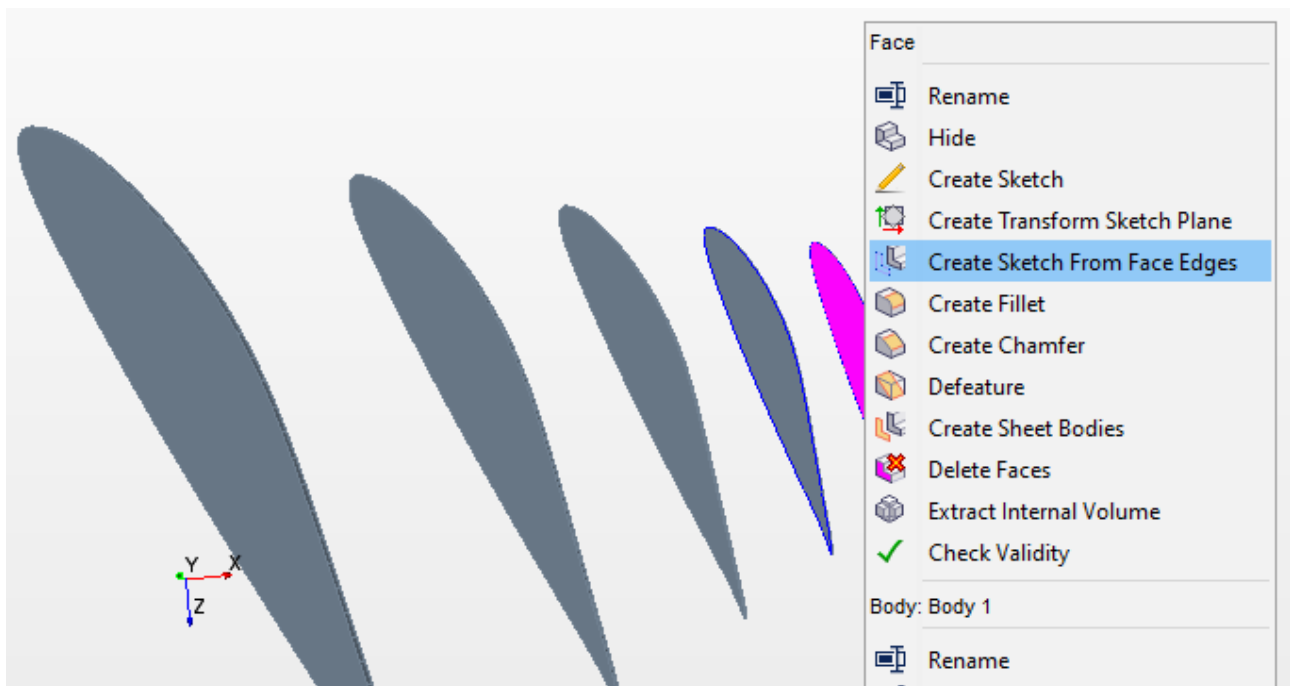 Face
Rename
Hide
Create Sketch
Create Transform Sketch Plane
Create Sketch From Face Edges
Create Fillet
Create Chamfer
Defeature
Create Sheet Bodies
Delete Faces
Extract Internal Volume
Check Validity
Body: Body 1
Rename
Y X
Z